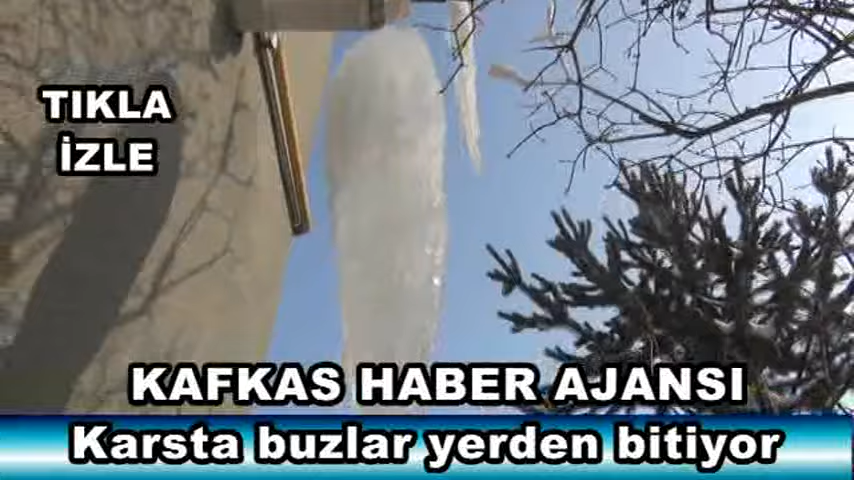 TIKLA
İZLE
KAFKAS HABER AJANSI
Karsta buzlar yerden bitiyor